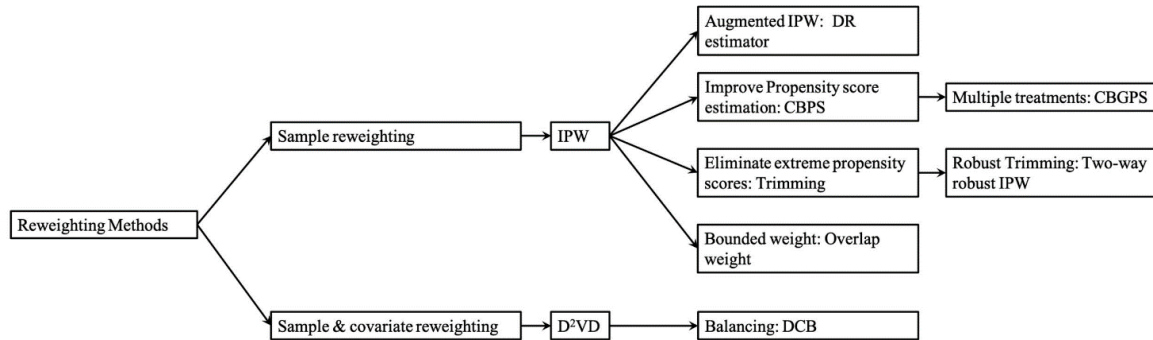 Augmented IPW: DR
estimator
Improve Propensity score
estimation: CBPS
Multiple treatments: CBGPS
Sample reweighting
IPW
Eliminate extreme propensity
scores: Trimming
Robust Trimming: Two-way
robust IPW
Reweighting Methods
Bounded weight: Overlap
weight
Sample & covariate reweighting
D²VD
Balancing: DCB